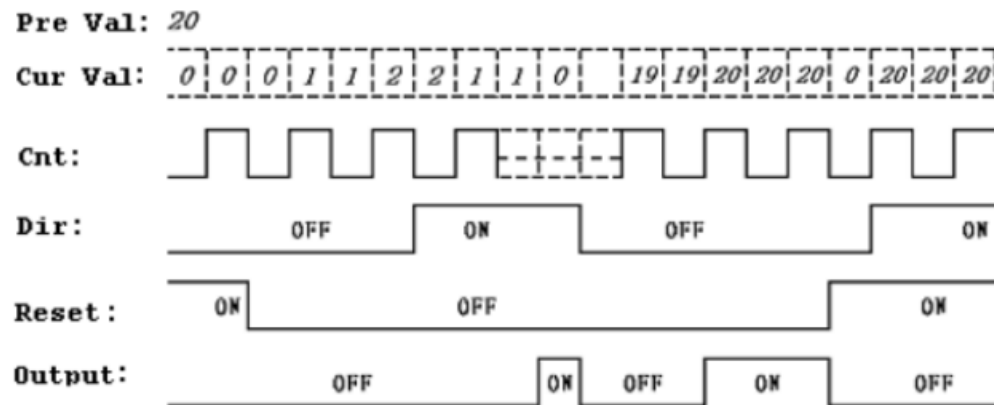 Pre Val: 20
Cur Val: 0 0 0 1 1 2 2 1 1 0 19 19 20 20 20 0 20 20 20
Cnt:
Dir: OFF ON OFF ON
Reset: ON OFF ON
Output: OFF ON OFF ON OFF